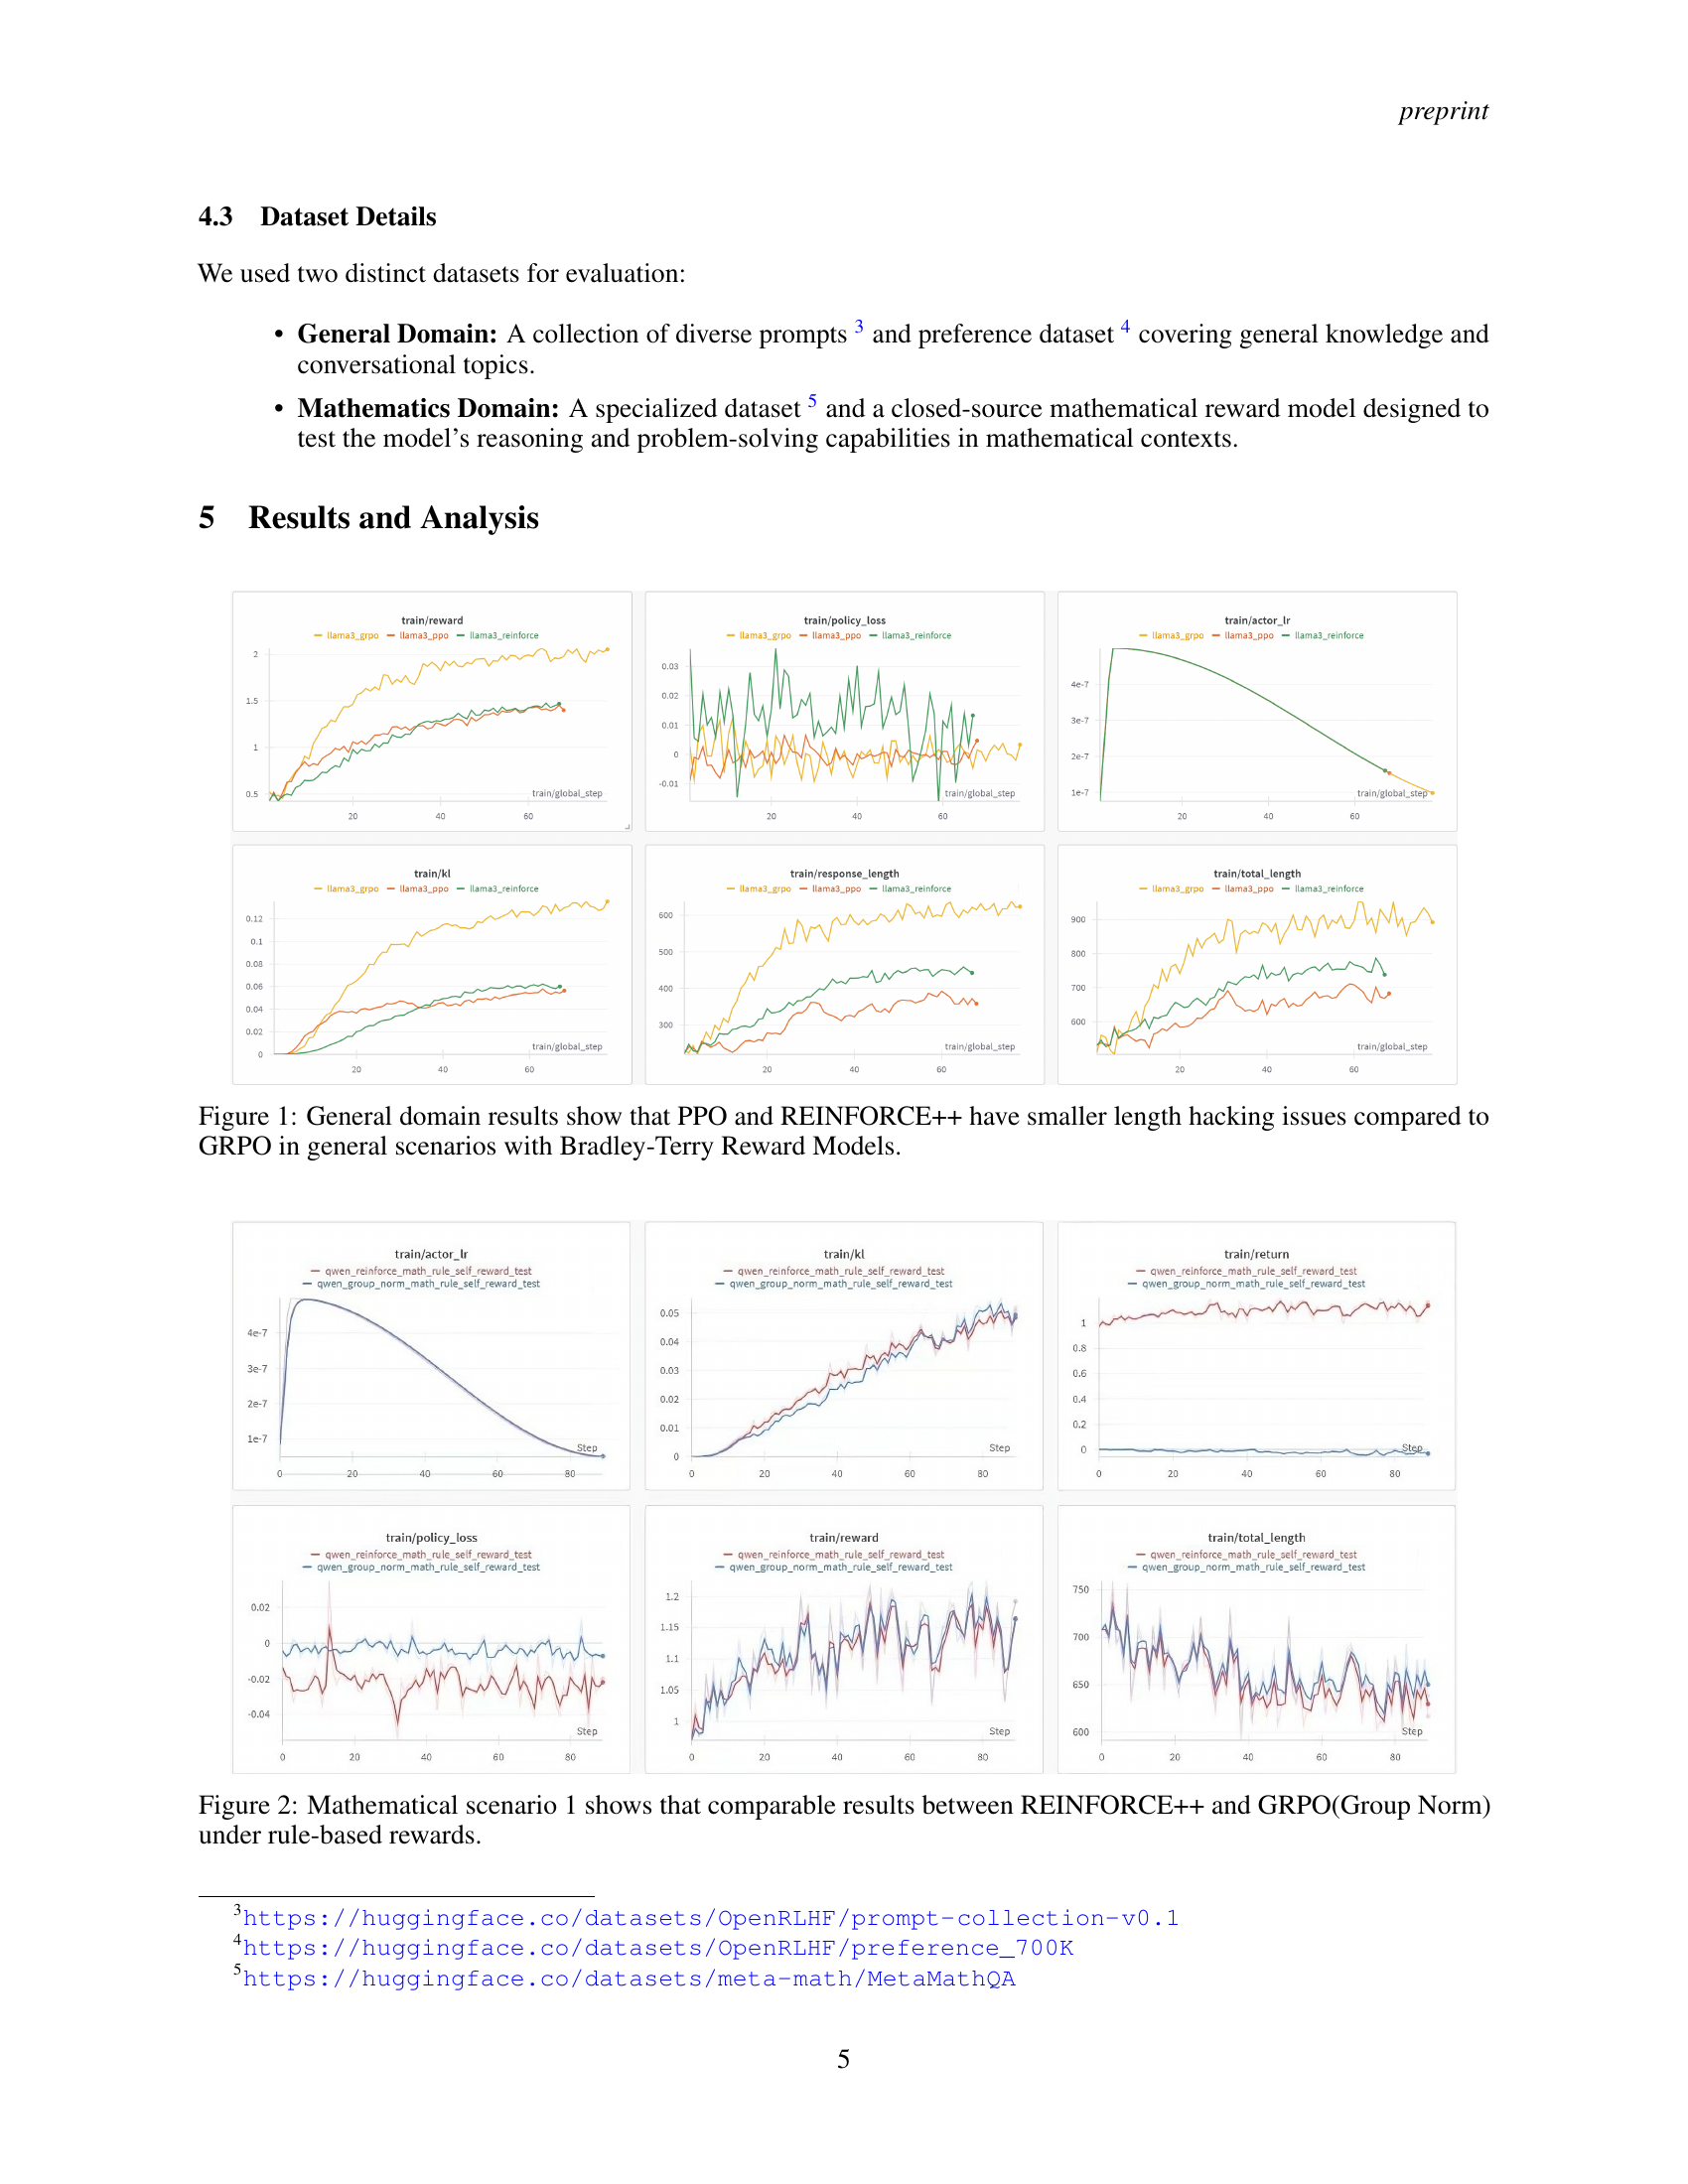 preprint
4.3 Dataset Details
We used two distinct datasets for evaluation:
• General Domain: A collection of diverse prompts 3 and preference dataset 4 covering general knowledge and
conversational topics.
• Mathematics Domain: A specialized dataset 5 and a closed-source mathematical reward model designed to
test the model's reasoning and problem-solving capabilities in mathematical contexts.
5 Results and Analysis
train/reward
llama3_grpo llama3_ppo llama3_reinforce
2
1.5
1
0.5
train/global_step
20 40 60
train/policy_loss
llama3_grpo llama3_ppo llama3_reinforce
0.03
0.02
0.01
0
-0.01
train/global_step
20 40 60
train/actor_lr
llama3_grpo llama3_ppo llama3_reinforce
4e-7
3e-7
2e-7
1e-7
train/global_step
20 40 60
train/kl
llama3_grpo llama3_ppo llama3_reinforce
0.12
0.1
0.08
0.06
0.04
0.02
0
train/global_step
20 40 60
train/response_length
llama3_grpo llama3_ppo llama3_reinforce
600
500
400
300
train/global_step
20 40 60
train/total_length
llama3_grpo llama3_ppo llama3_reinforce
900
800
700
600
train/global_step
20 40 60
Figure 1: General domain results show that PPO and REINFORCE++ have smaller length hacking issues compared to
GRPO in general scenarios with Bradley-Terry Reward Models.
train/actor_lr
qwen_reinforce_math_rule_self_reward_test
qwen_group_norm_math_rule_self_reward_test
4e-7
3e-7
2e-7
1e-7
Step
0 20 40 60 80
train/kl
qwen_reinforce_math_rule_self_reward_test
qwen_group_norm_math_rule_self_reward_test
0.05
0.04
0.03
0.02
0.01
0
Step
0 20 40 60 80
train/return
qwen_reinforce_math_rule_self_reward_test
qwen_group_norm_math_rule_self_reward_test
1
0.8
0.6
0.4
0.2
0
Step
0 20 40 60 80
train/policy_loss
qwen_reinforce_math_rule_self_reward_test
qwen_group_norm_math_rule_self_reward_test
0.02
0
-0.02
-0.04
Step
0 20 40 60 80
train/reward
qwen_reinforce_math_rule_self_reward_test
qwen_group_norm_math_rule_self_reward_test
1.2
1.15
1.1
1.05
1
Step
0 20 40 60 80
train/total_length
qwen_reinforce_math_rule_self_reward_test
qwen_group_norm_math_rule_self_reward_test
750
700
650
600
Step
0 20 40 60 80
Figure 2: Mathematical scenario 1 shows that comparable results between REINFORCE++ and GRPO(Group Norm)
under rule-based rewards.
3https://huggingface.co/datasets/OpenRLHF/prompt-collection-v0.1
4https://huggingface.co/datasets/OpenRLHF/preference_700K
5https://huggingface.co/datasets/meta-math/MetaMathQA
5